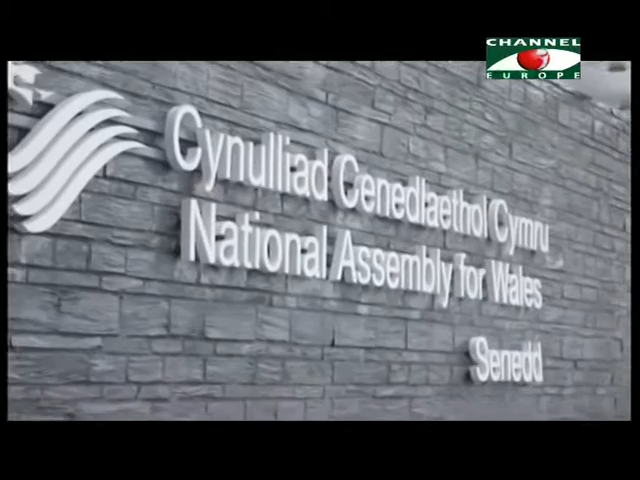 CHANNEL
EUROPE
Cynulliad Cenedlaethol Cymru
National Assembly for Wales
Senedd